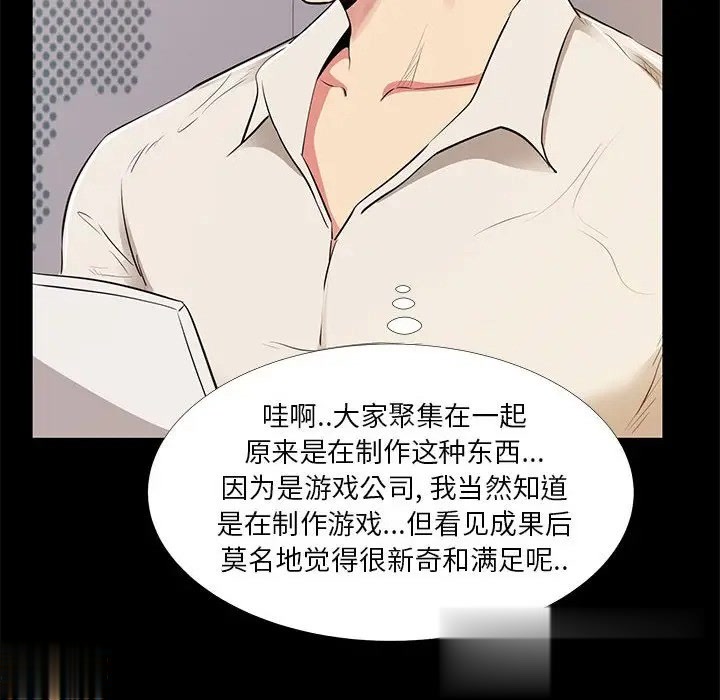 哇啊..大家聚集在一起
原来是在制作这种东西...
因为是游戏公司, 我当然知道
是在制作游戏...但看见成果后
莫名地觉得很新奇和满足呢..